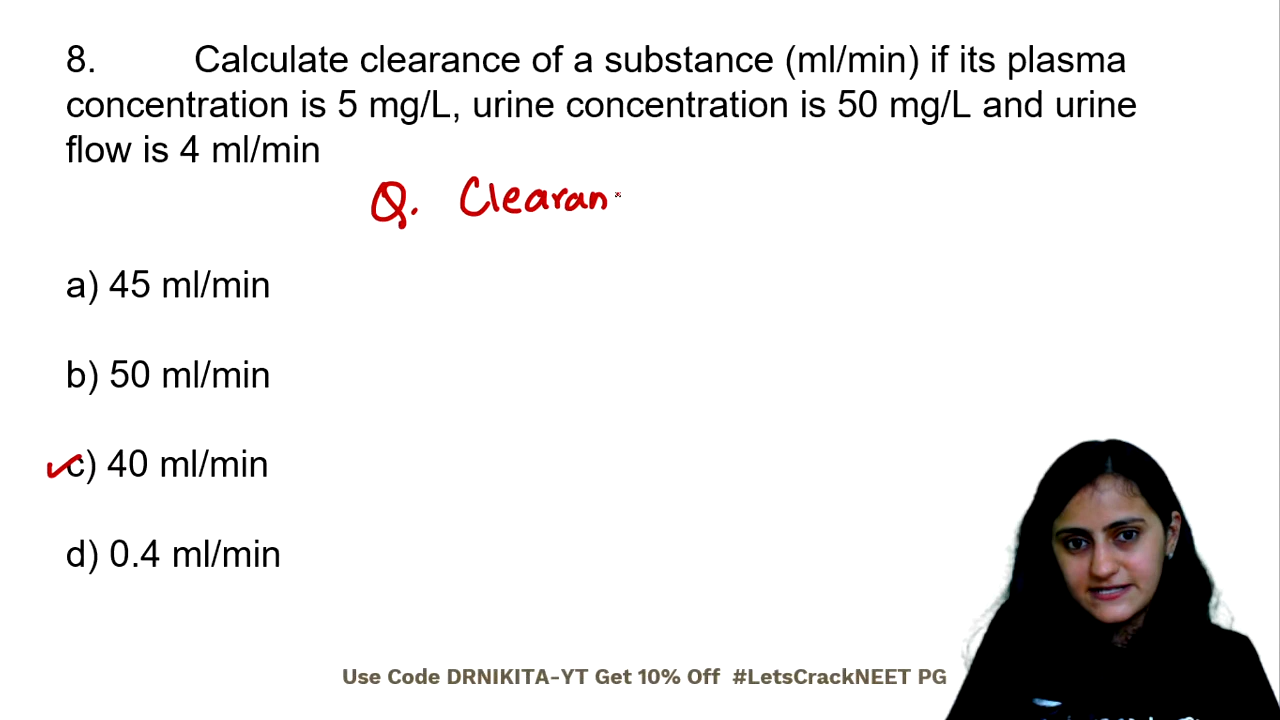 8. Calculate clearance of a substance (ml/min) if its plasma
concentration is 5 mg/L, urine concentration is 50 mg/L and urine
flow is 4 ml/min
Q. Clearan
a) 45 ml/min
b) 50 ml/min
c) 40 ml/min
d) 0.4 ml/min
Use Code DRNIKITA-YT Get 10% Off #LetsCrackNEET PG